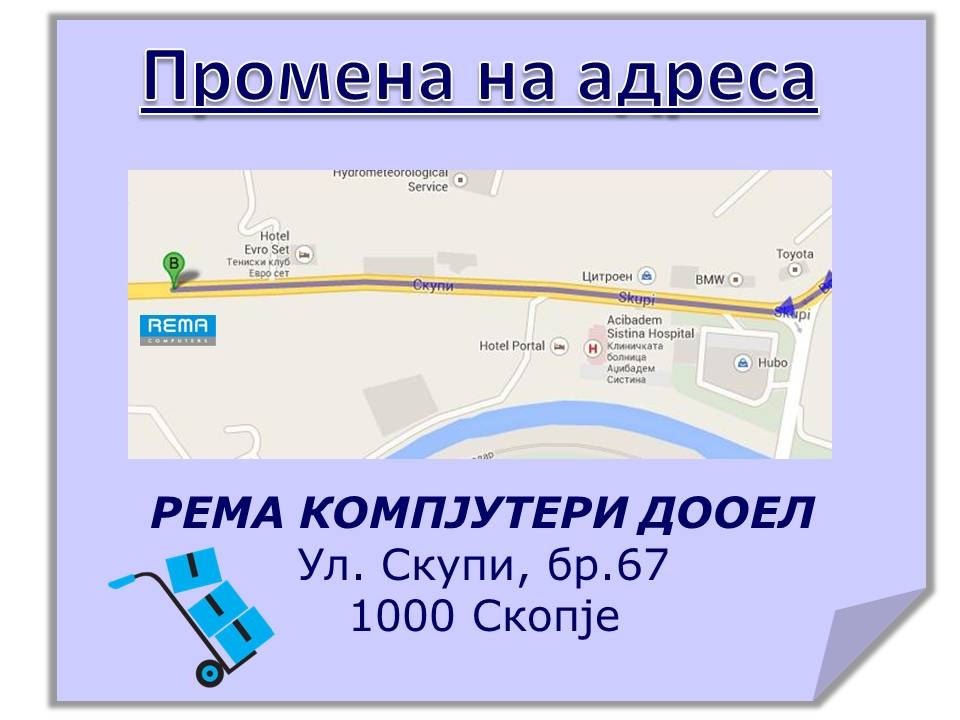 Промена на адреса
Hydrometeorological
Service
Hotel
Evro Set
Тениски клуб
Евро сет
B
Скупи
Цитроен
BMW
Toyota
Skupi
Skupi
REMA
COMPUTERS
Hotel Portal
H
Acibadem
Sistina Hospital
Клиничката
болница
Аџибадем
Систина
Hubo
РЕМА КОМПЈУТЕРИ ДООЕЛ
Ул. Скупи, бр.67
1000 Скопје